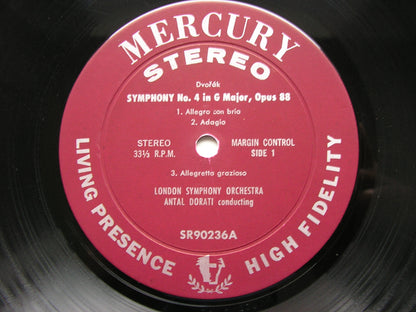 MERCURY
STEREO
Dvořák
SYMPHONY No. 4 in G Major, Opus 88
1. Allegro con brio
2. Adagio
STEREO MARGIN CONTROL
33⅓ R.P.M. SIDE 1
3. Allegretto grazioso
LONDON SYMPHONY ORCHESTRA
ANTAL DORATI conducting
SR90236A
LIVING PRESENCE
HIGH FIDELITY